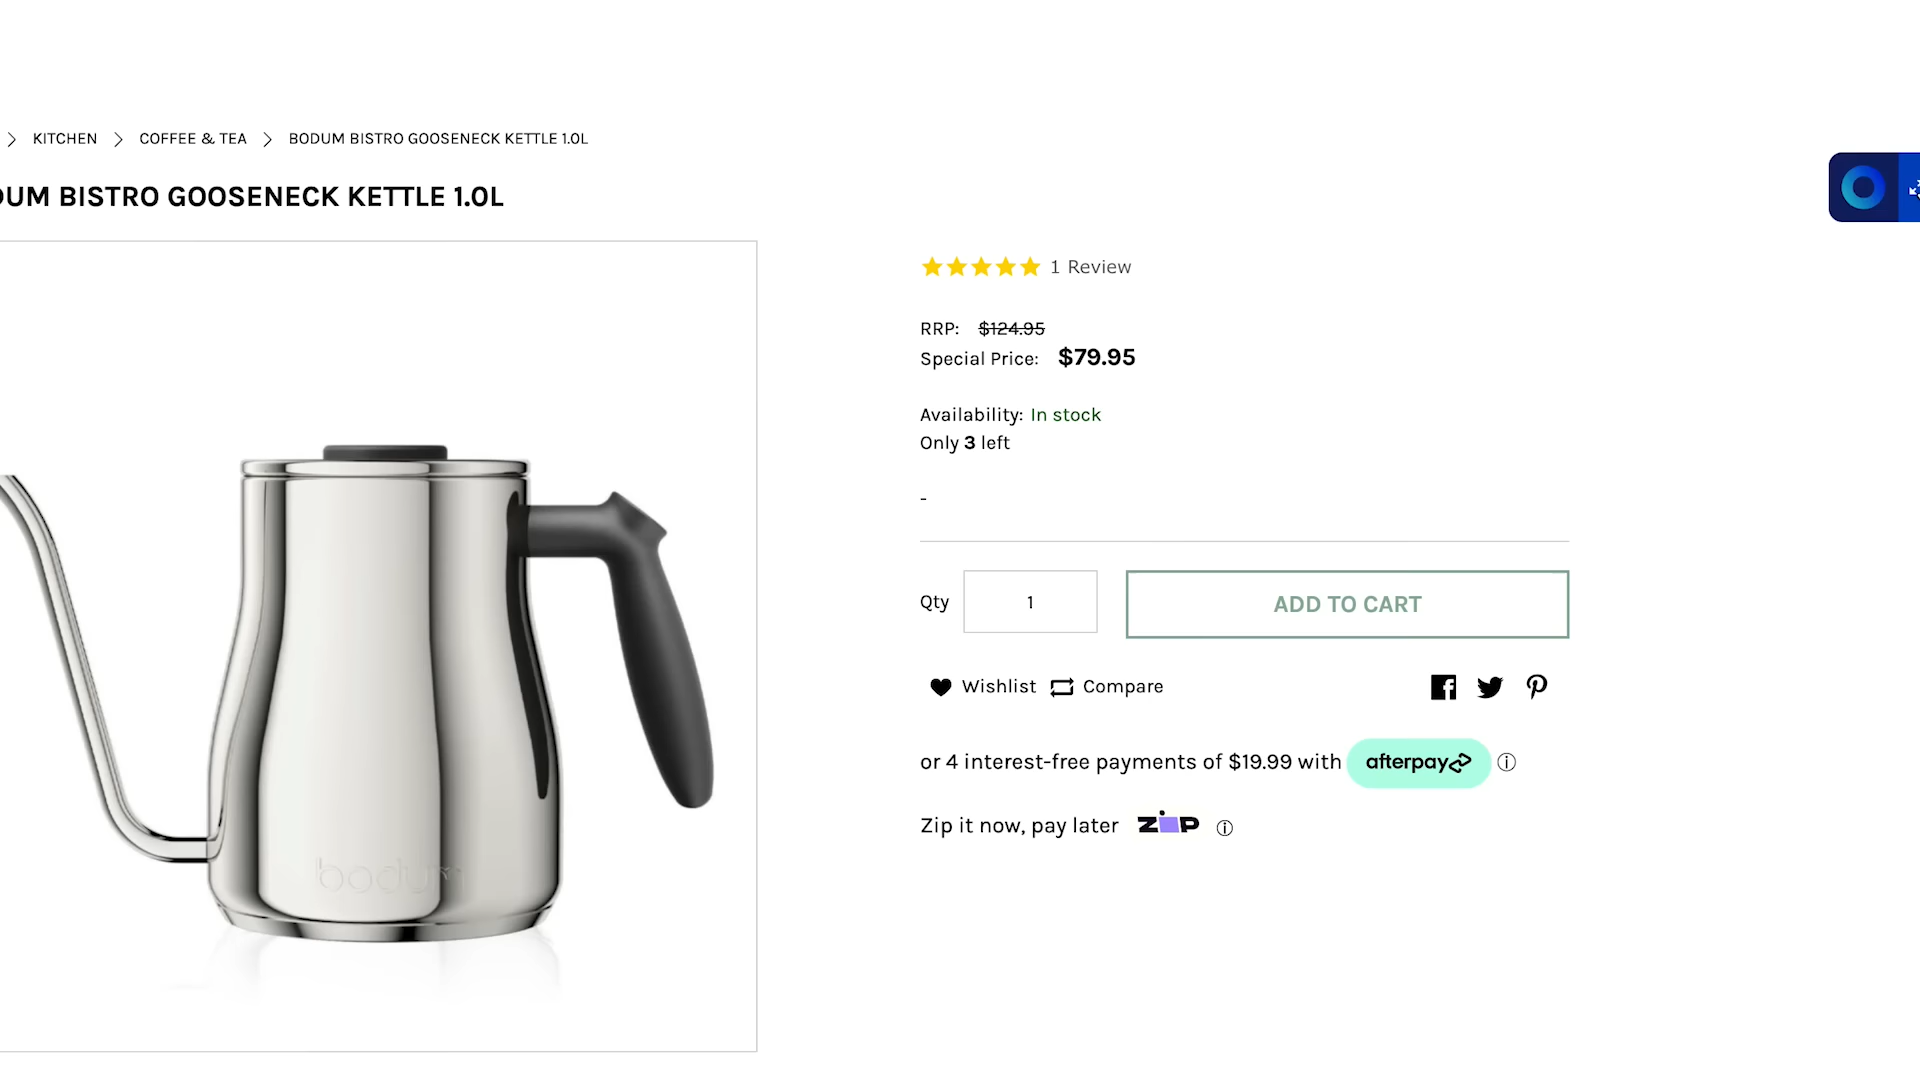 KITCHEN COFFEE & TEA BODUM BISTRO GOOSENECK KETTLE 1.0L
BISTRO GOOSENECK KETTLE 1.0L
1 Review
RRP: $124.95
Special Price: $79.95
Availability: In stock
Only 3 left
-
Qty 1 ADD TO CART
Wishlist Compare
or 4 interest-free payments of $19.99 with afterpay
Zip it now, pay later ZIP
bodum